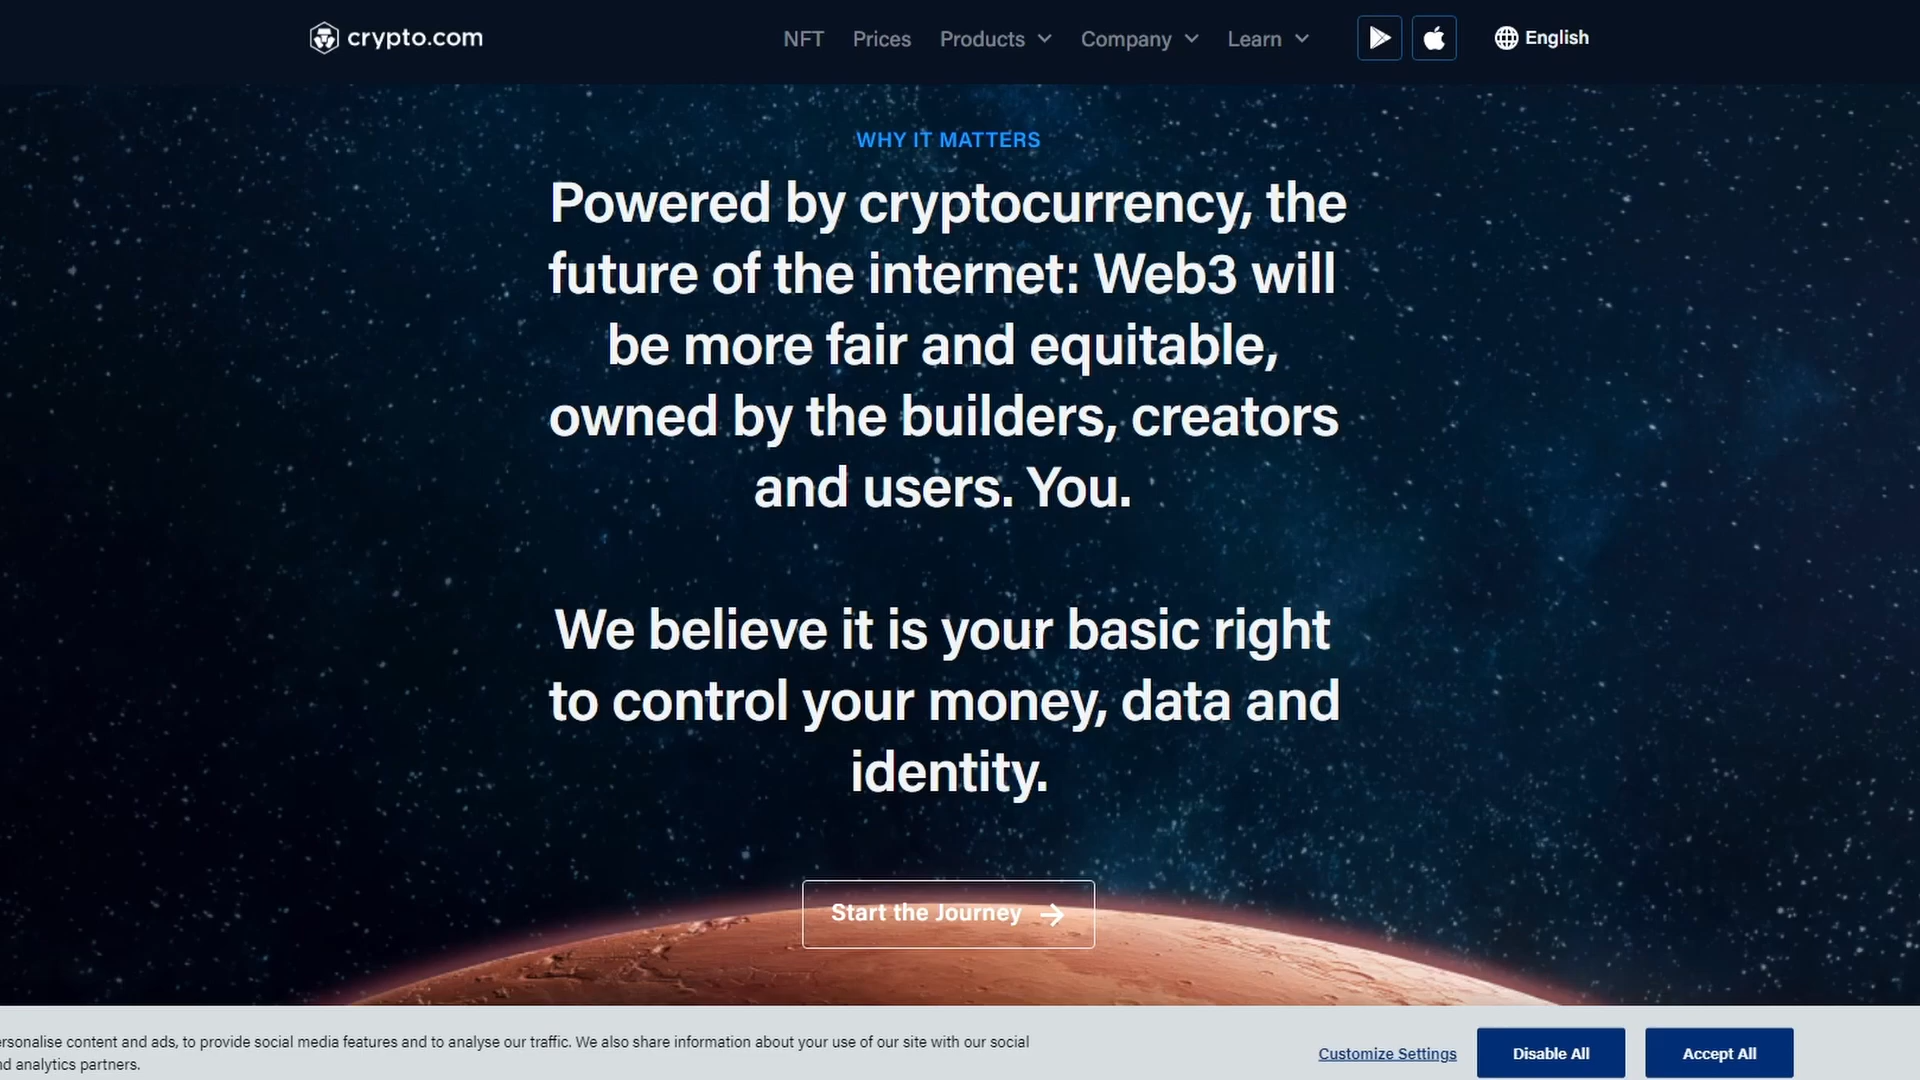 crypto.com
NFT Prices Products Company Learn English
WHY IT MATTERS
Powered by cryptocurrency, the
future of the internet: Web3 will
be more fair and equitable,
owned by the builders, creators
and users. You.
We believe it is your basic right
to control your money, data and
identity.
Start the Journey
ersonalise content and ads, to provide social media features and to analyse our traffic. We also share information about your use of our site with our social
nd analytics partners.
Customize Settings Disable All Accept All